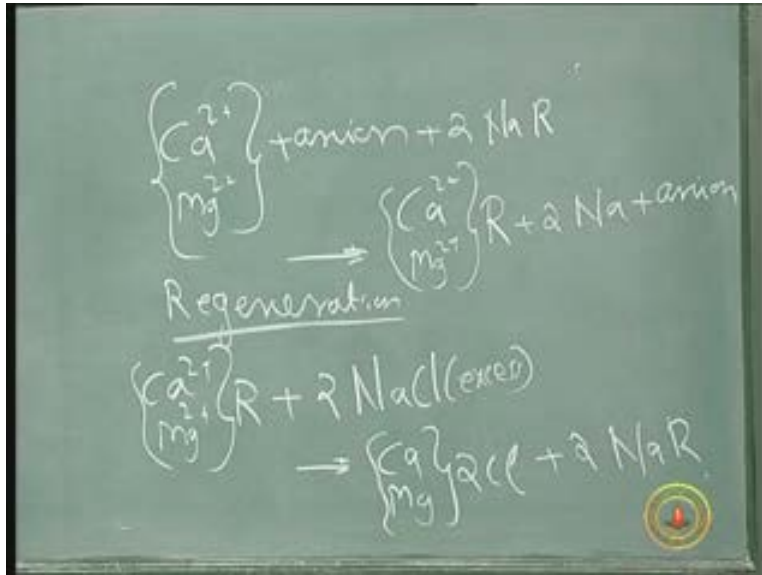 {Ca²⁺ Mg²⁺} + anion + 2 NaR
→ {Ca²⁺ Mg²⁺} R + 2 Na + anion
Regeneration
{Ca²⁺ Mg²⁺} R + 2 NaCl (excess)
→ {Ca Mg} 2Cl + 2 NaR